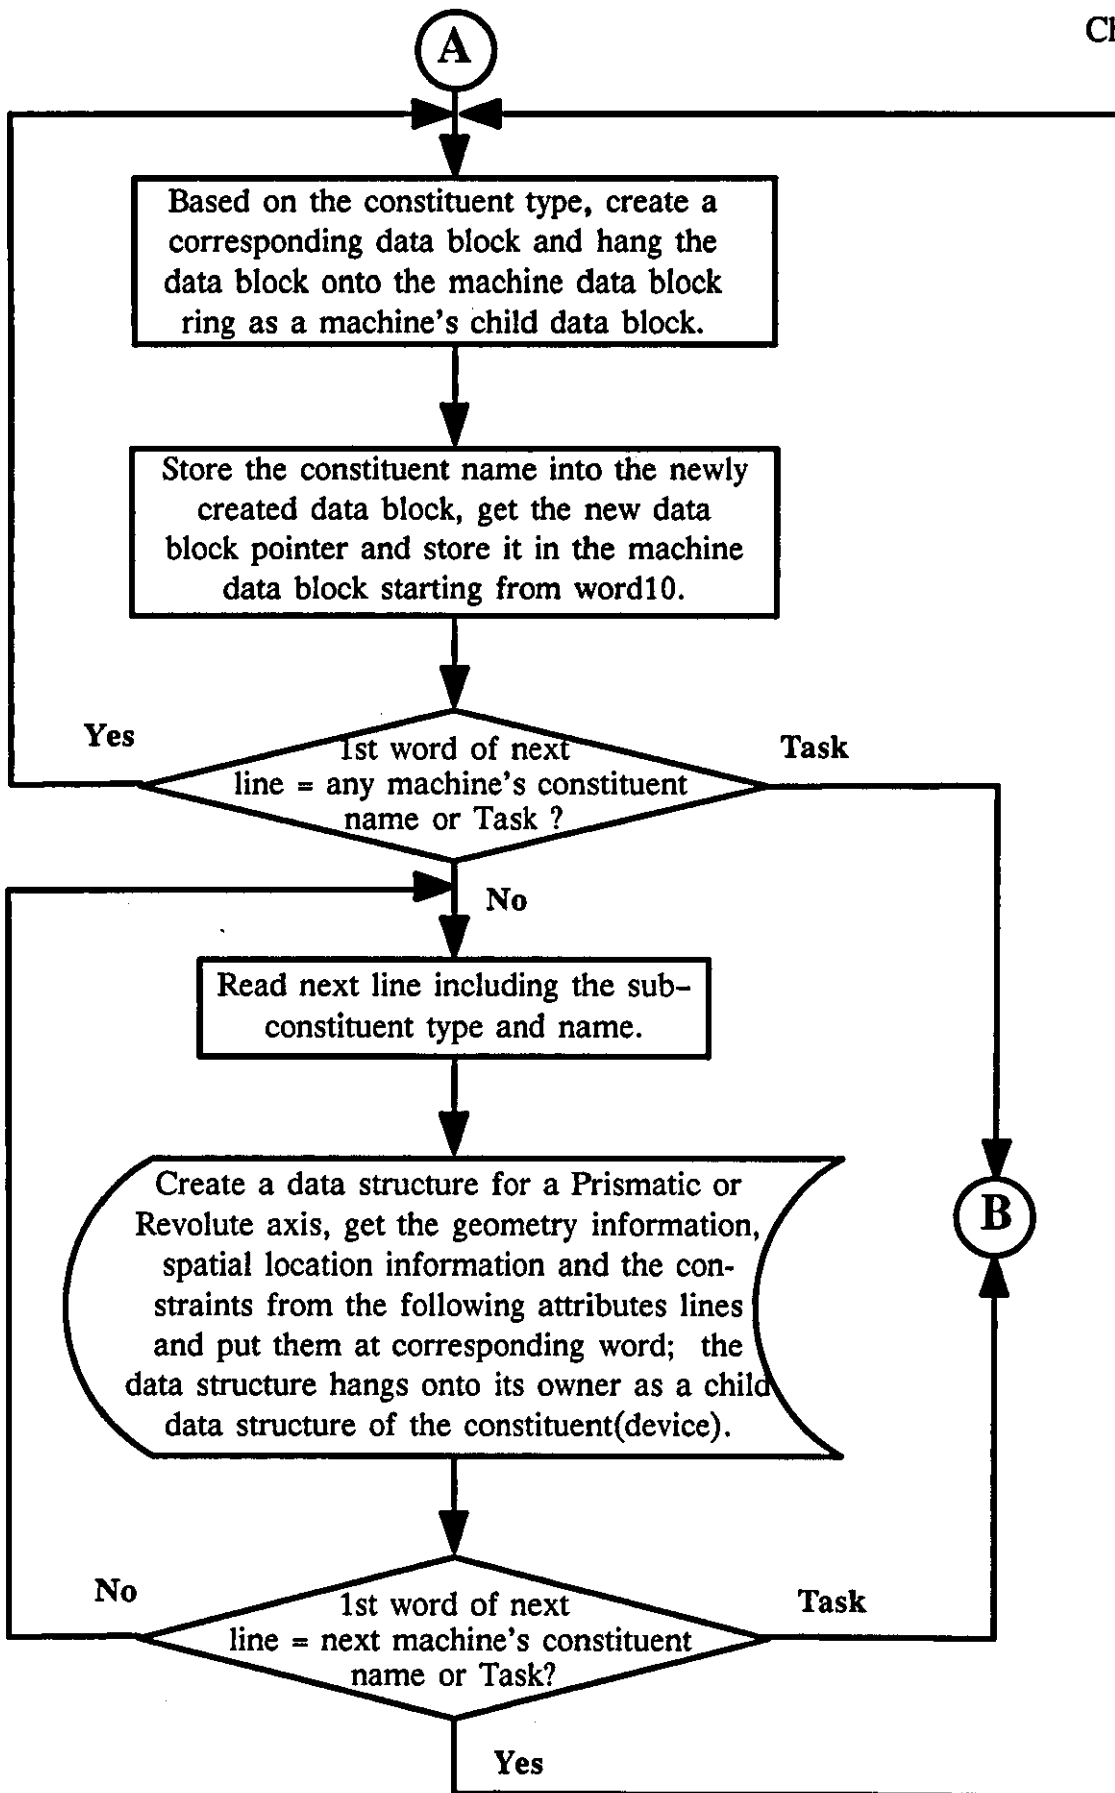 Ch
A
Based on the constituent type, create a
corresponding data block and hang the
data block onto the machine data block
ring as a machine's child data block.
Store the constituent name into the newly
created data block, get the new data
block pointer and store it in the machine
data block starting from word10.
Yes
1st word of next
line = any machine's constituent
name or Task ?
Task
No
Read next line including the sub-
constituent type and name.
Create a data structure for a Prismatic or
Revolute axis, get the geometry information,
spatial location information and the con-
straints from the following attributes lines
and put them at corresponding word; the
data structure hangs onto its owner as a child
data structure of the constituent(device).
B
No
1st word of next
line = next machine's constituent
name or Task?
Task
Yes